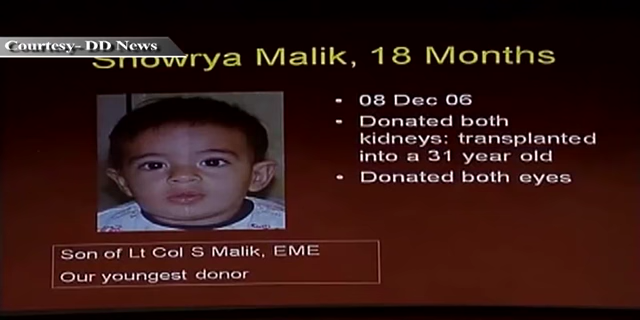 Courtesy- DD News
Showrya Malik, 18 Months
• 08 Dec 06
• Donated both
kidneys: transplanted
into a 31 year old
• Donated both eyes
Son of Lt Col S Malik, EME
Our youngest donor